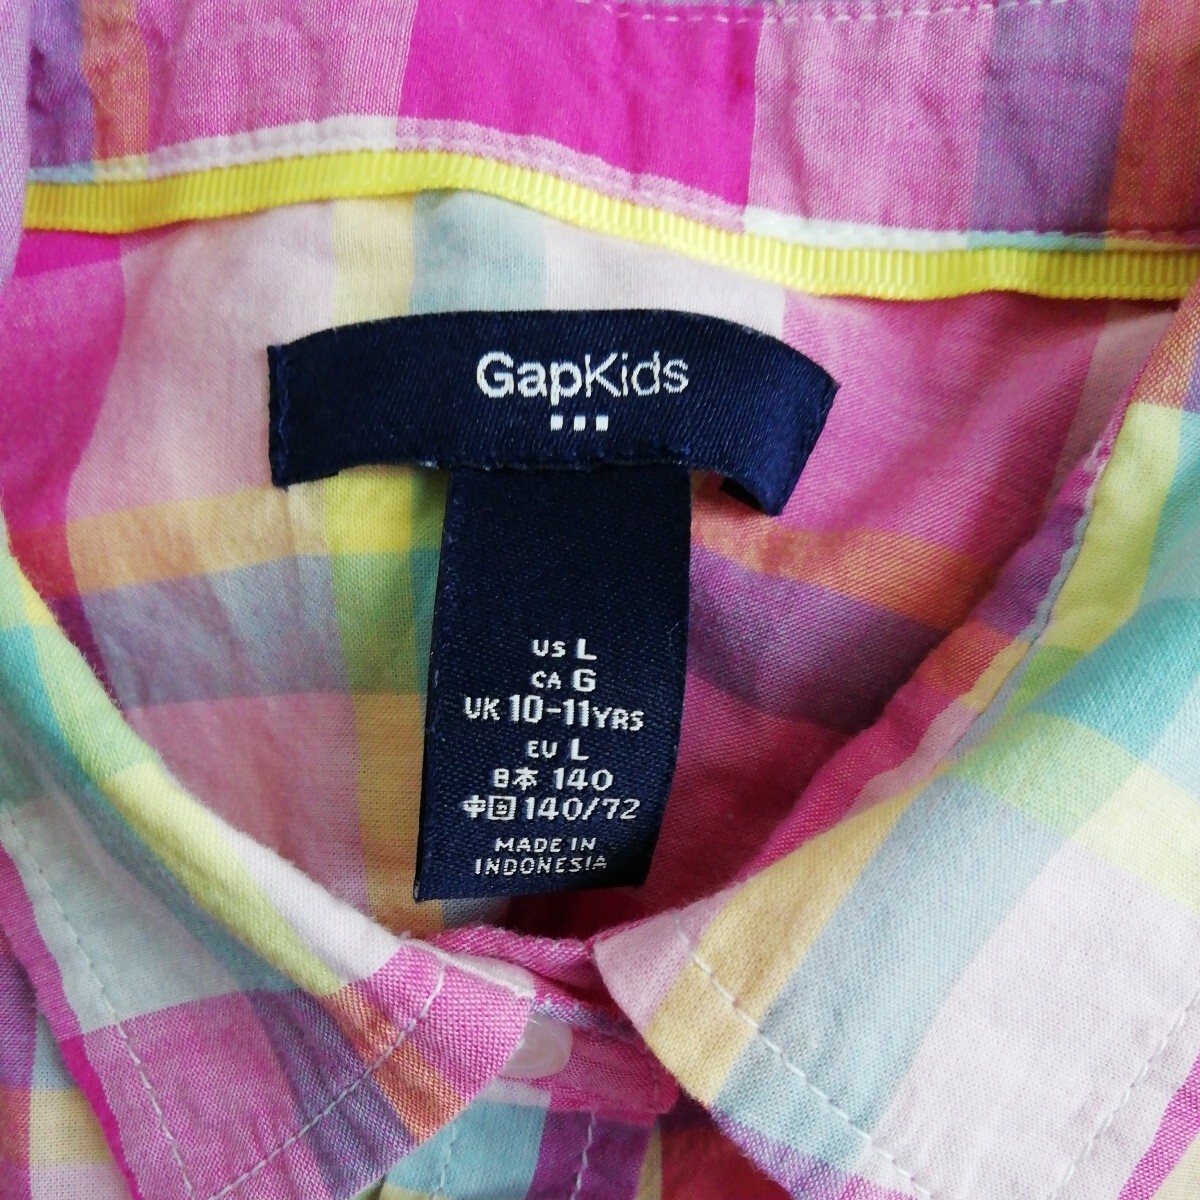 GapKids
US L
CA G
UK 10-11YRS
EU L
日本 140
中国 140/72
MADE IN
INDONESIA